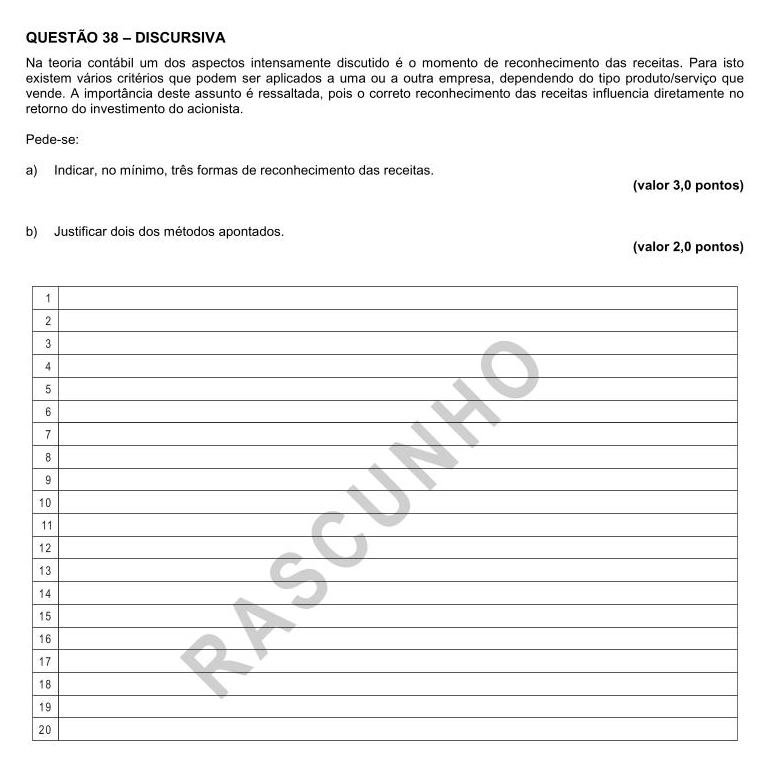 QUESTÃO 38 – DISCURSIVA
Na teoria contábil um dos aspectos intensamente discutido é o momento de reconhecimento das receitas. Para isto
existem vários critérios que podem ser aplicados a uma ou a outra empresa, dependendo do tipo produto/serviço que
vende. A importância deste assunto é ressaltada, pois o correto reconhecimento das receitas influencia diretamente no
retorno do investimento do acionista.
Pede-se:
a) Indicar, no mínimo, três formas de reconhecimento das receitas.
(valor 3,0 pontos)
b) Justificar dois dos métodos apontados.
(valor 2,0 pontos)
1
2
3
4
5
6
7
8
9
10
11
12
13
14
15
16
17
18
19
20
RASCUNHO